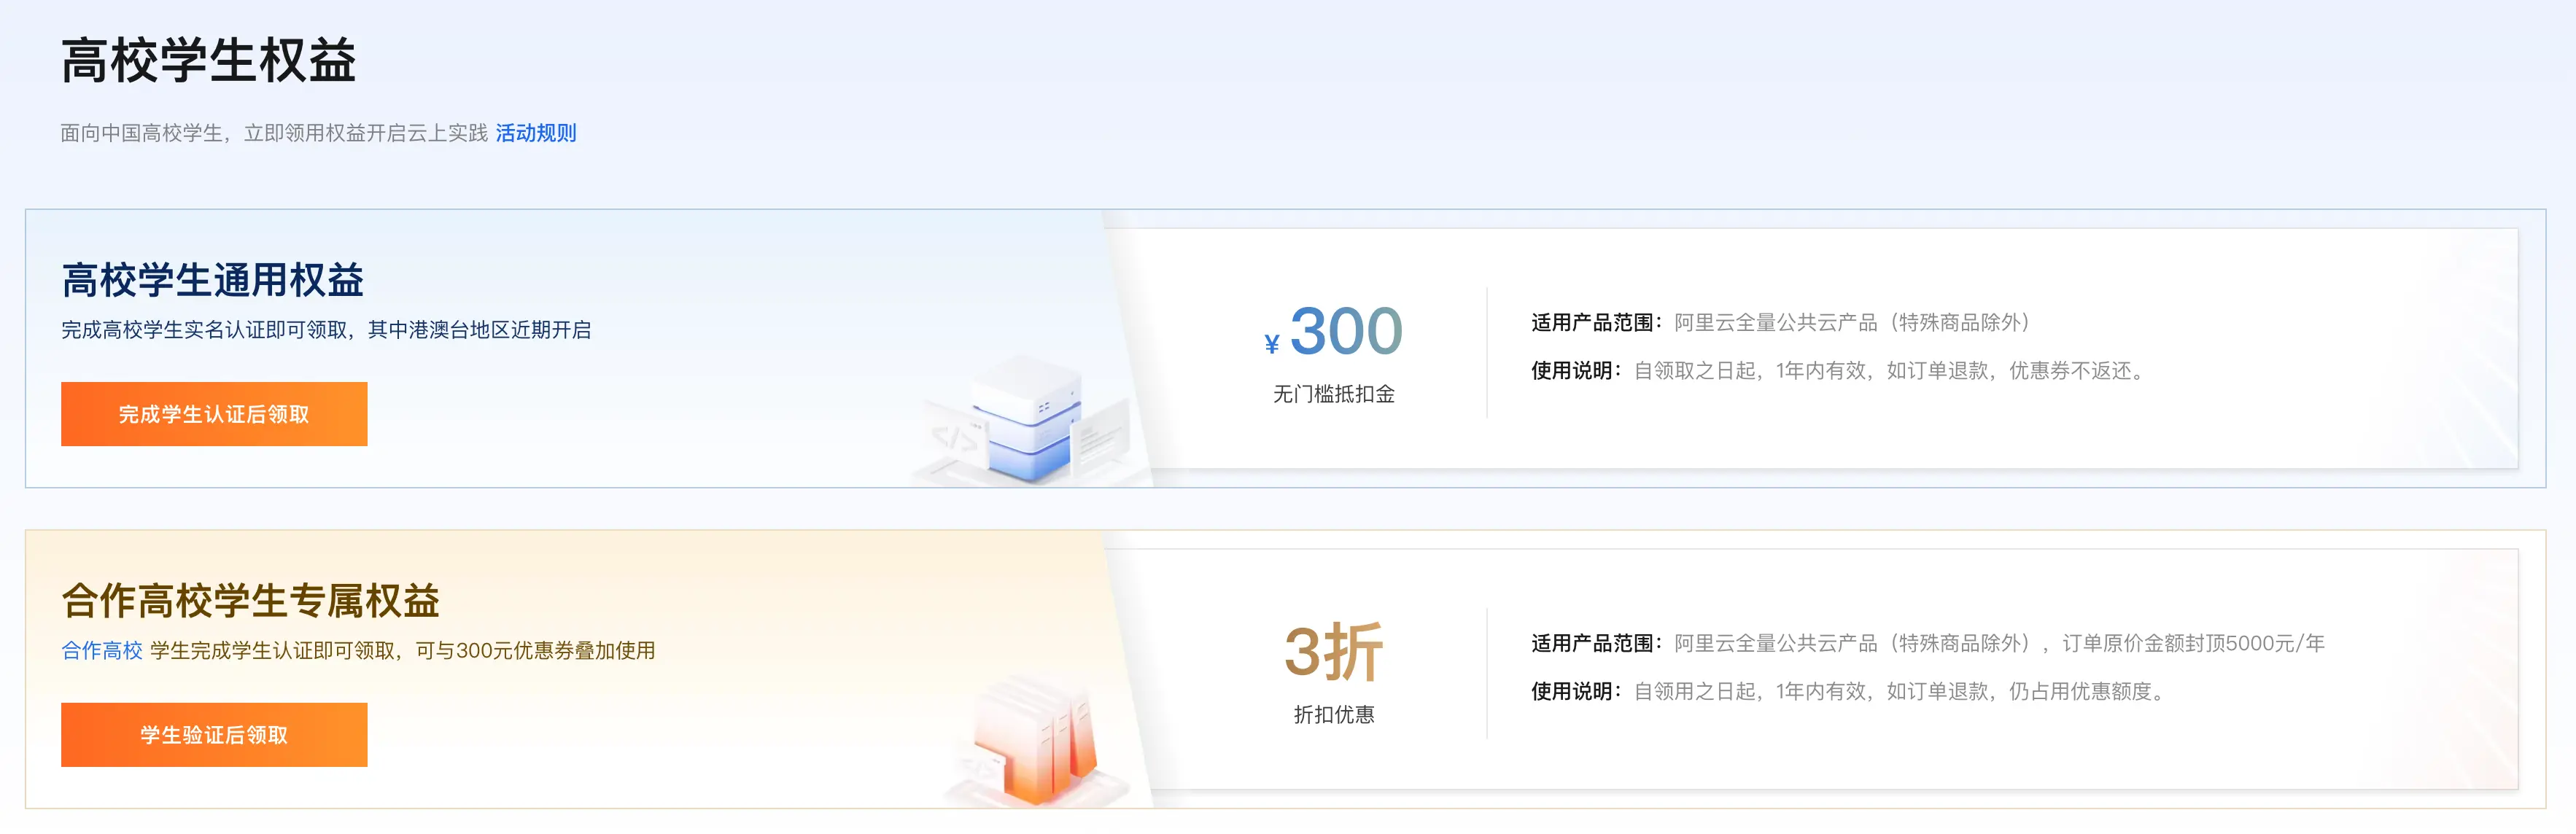 高校学生权益
面向中国高校学生，立即领用权益开启云上实践 活动规则
高校学生通用权益
完成高校学生实名认证即可领取，其中港澳台地区近期开启
完成学生认证后领取
¥ 300
无门槛抵扣金
适用产品范围：阿里云全量公共云产品（特殊商品除外）
使用说明：自领取之日起，1年内有效，如订单退款，优惠券不返还。
合作高校学生专属权益
合作高校 学生完成学生认证即可领取，可与300元优惠券叠加使用
学生验证后领取
3折
折扣优惠
适用产品范围：阿里云全量公共云产品（特殊商品除外），订单原价金额封顶5000元/年
使用说明：自领用之日起，1年内有效，如订单退款，仍占用优惠额度。